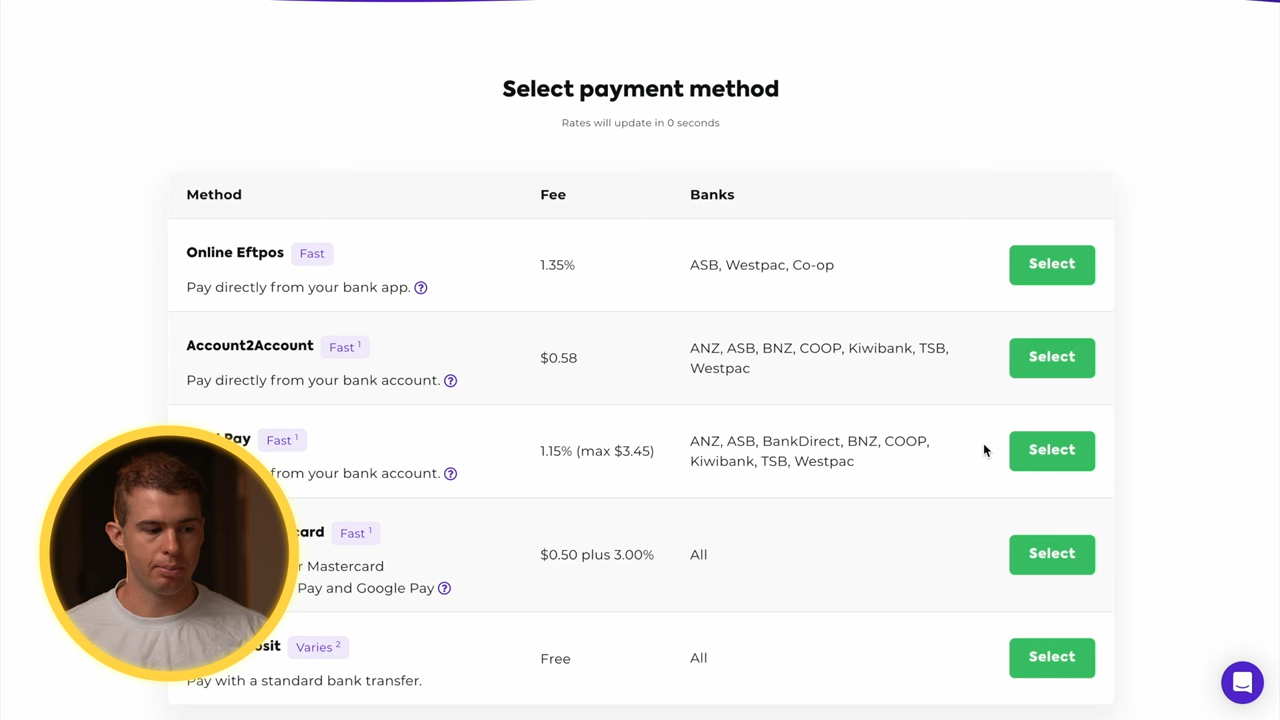 Select payment method
Rates will update in 0 seconds
Method Fee Banks
Online Eftpos Fast
Pay directly from your bank app. ?
1.35%
ASB, Westpac, Co-op
Select
Account2Account Fast 1
Pay directly from your bank account. ?
$0.58
ANZ, ASB, BNZ, COOP, Kiwibank, TSB,
Westpac
Select
Pay Fast 1
from your bank account. ?
1.15% (max $3.45)
ANZ, ASB, BankDirect, BNZ, COOP,
Kiwibank, TSB, Westpac
Select
card Fast 1
r Mastercard
Pay and Google Pay ?
$0.50 plus 3.00%
All
Select
osit Varies 2
Pay with a standard bank transfer.
Free
All
Select